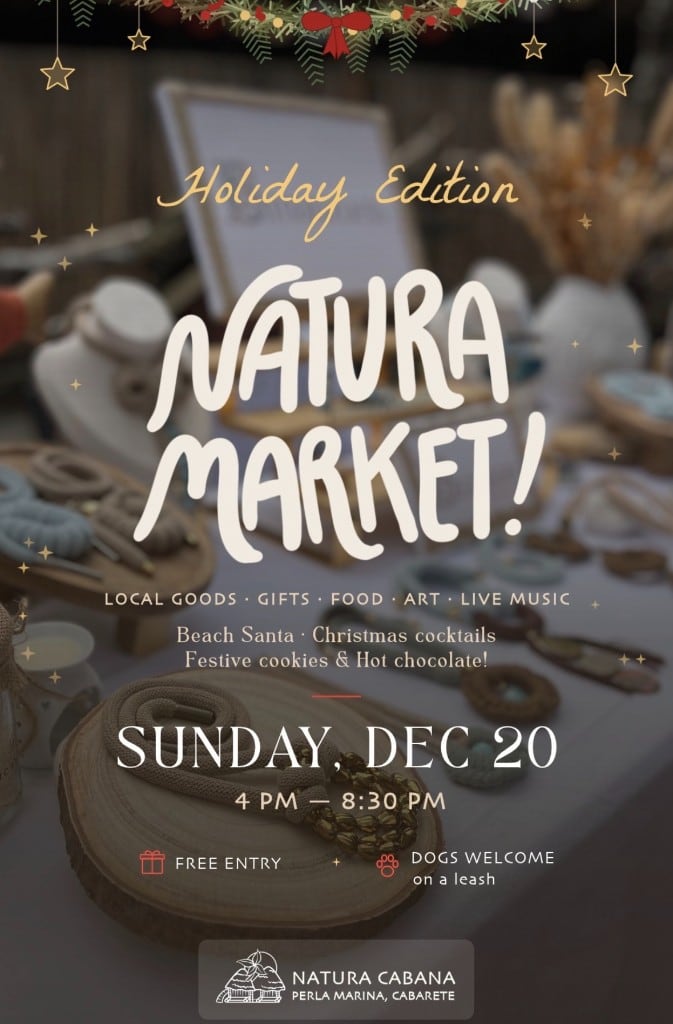 Holiday Edition
NATURA
MARKET!
LOCAL GOODS · GIFTS · FOOD · ART · LIVE MUSIC
Beach Santa · Christmas cocktails
Festive cookies & Hot chocolate!
SUNDAY, DEC 20
4 PM — 8:30 PM
FREE ENTRY
DOGS WELCOME
on a leash
NATURA CABANA
PERLA MARINA, CABARETE